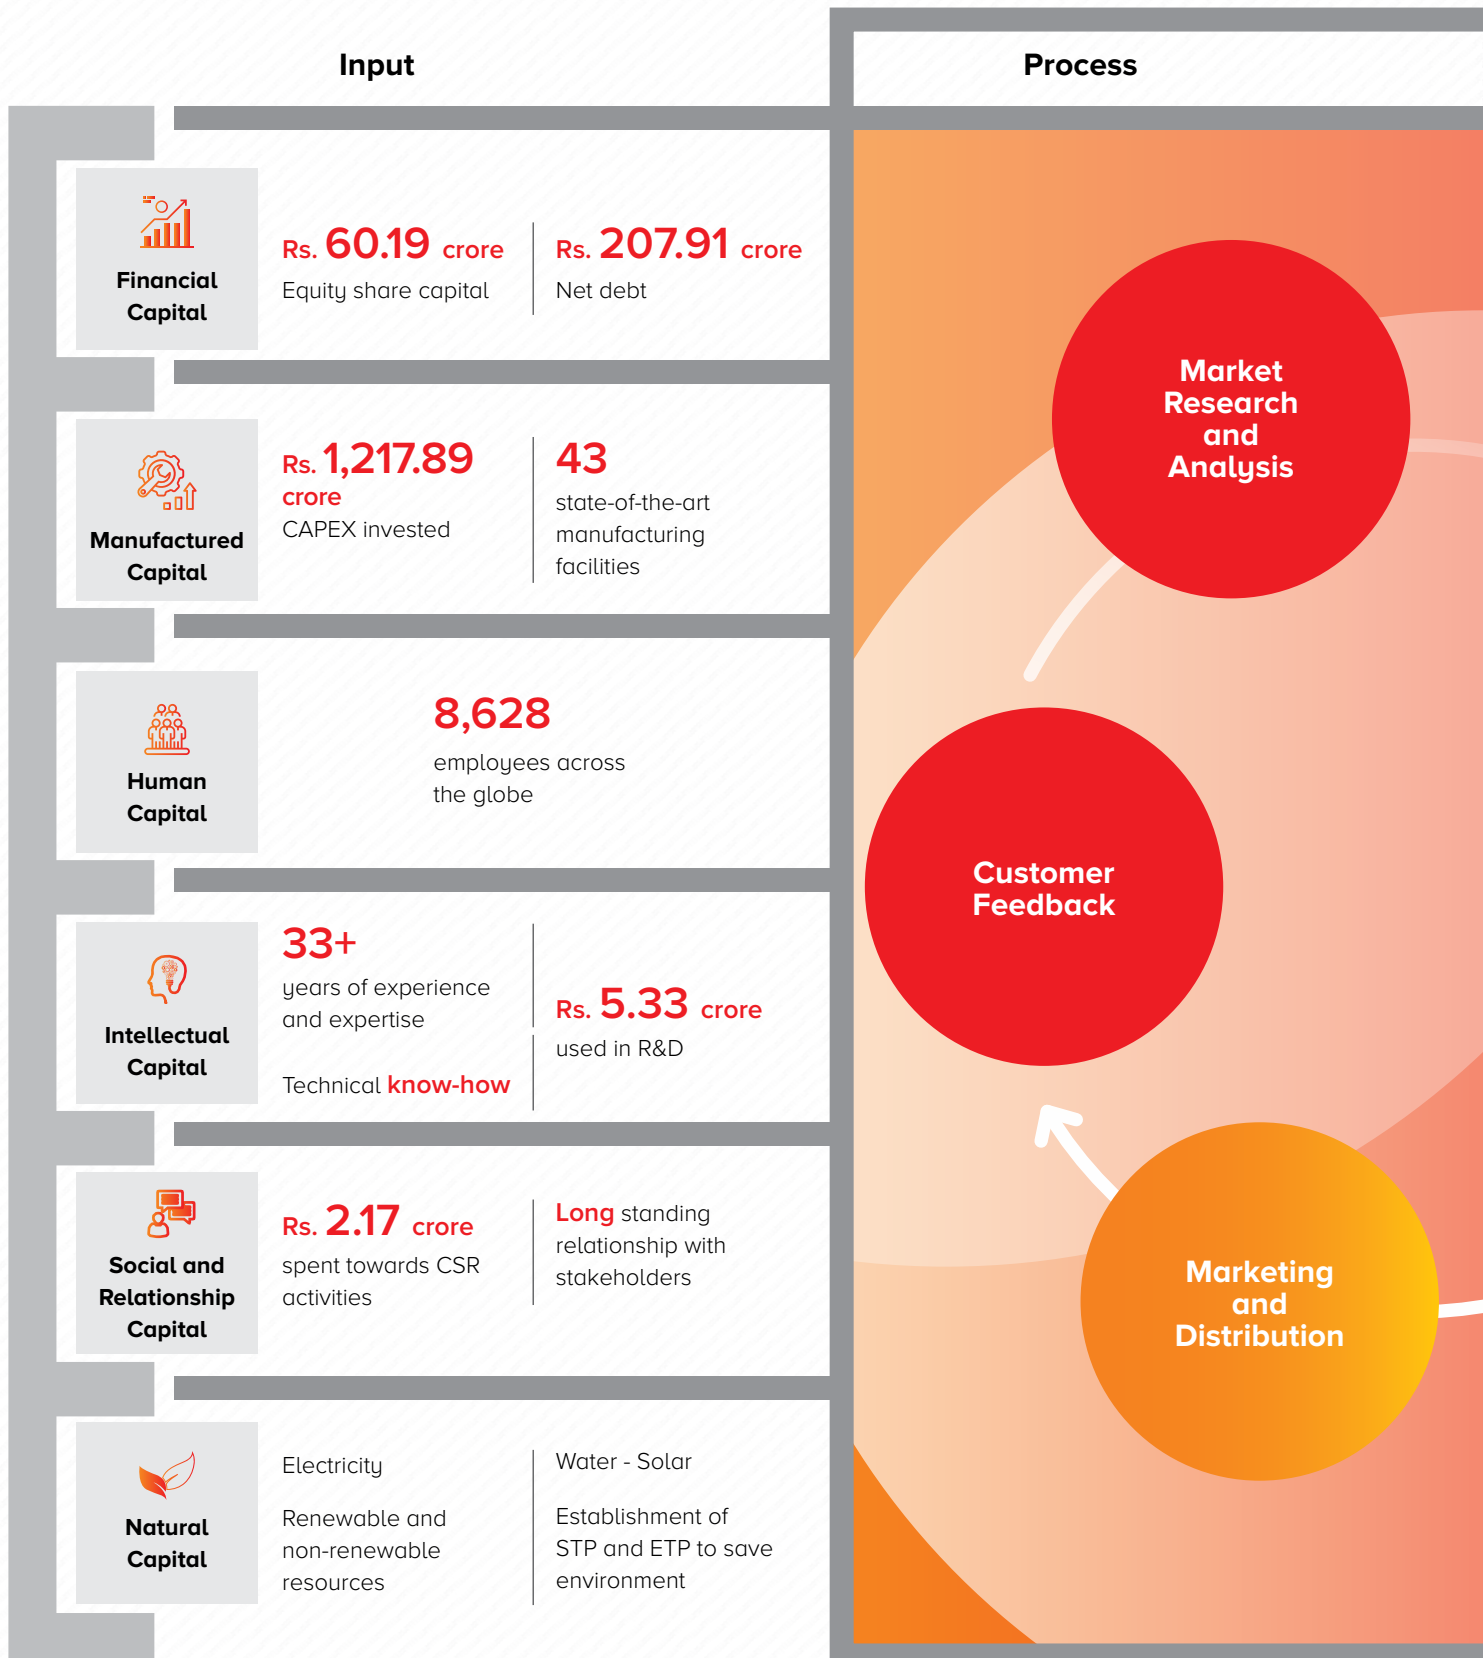 Input
Process
Financial
Capital
Rs. 60.19 crore
Equity share capital
Rs. 207.91 crore
Net debt
Manufactured
Capital
Rs. 1,217.89
crore
CAPEX invested
43
state-of-the-art
manufacturing
facilities
Human
Capital
8,628
employees across
the globe
Intellectual
Capital
33+
years of experience
and expertise
Technical know-how
Rs. 5.33 crore
used in R&D
Social and
Relationship
Capital
Rs. 2.17 crore
spent towards CSR
activities
Long standing
relationship with
stakeholders
Natural
Capital
Electricity
Renewable and
non-renewable
resources
Water - Solar
Establishment of
STP and ETP to save
environment
Market
Research
and
Analysis
Customer
Feedback
Marketing
and
Distribution